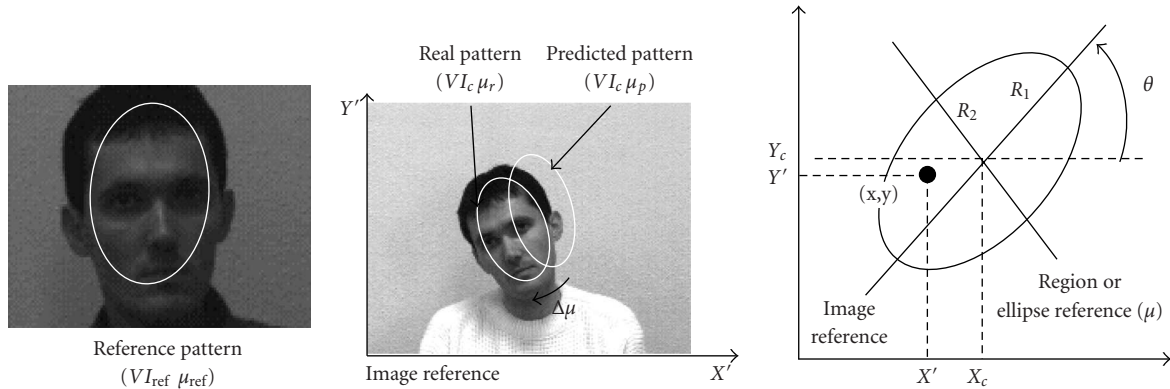 Reference pattern
(VI_ref μ_ref)
Real pattern
(VI_c μ_r)
Predicted pattern
(VI_c μ_p)
Y′
Δμ
Image reference
X′
θ
R_1
R_2
Y_c
Y′
(x,y)
Image
reference
Region or
ellipse reference (μ)
X′
X_c